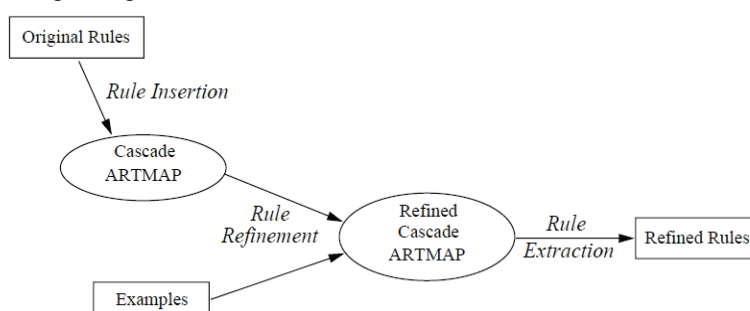 Original Rules
Rule Insertion
Cascade
ARTMAP
Rule
Refinement
Refined
Cascade
ARTMAP
Rule
Extraction
Refined Rules
Examples